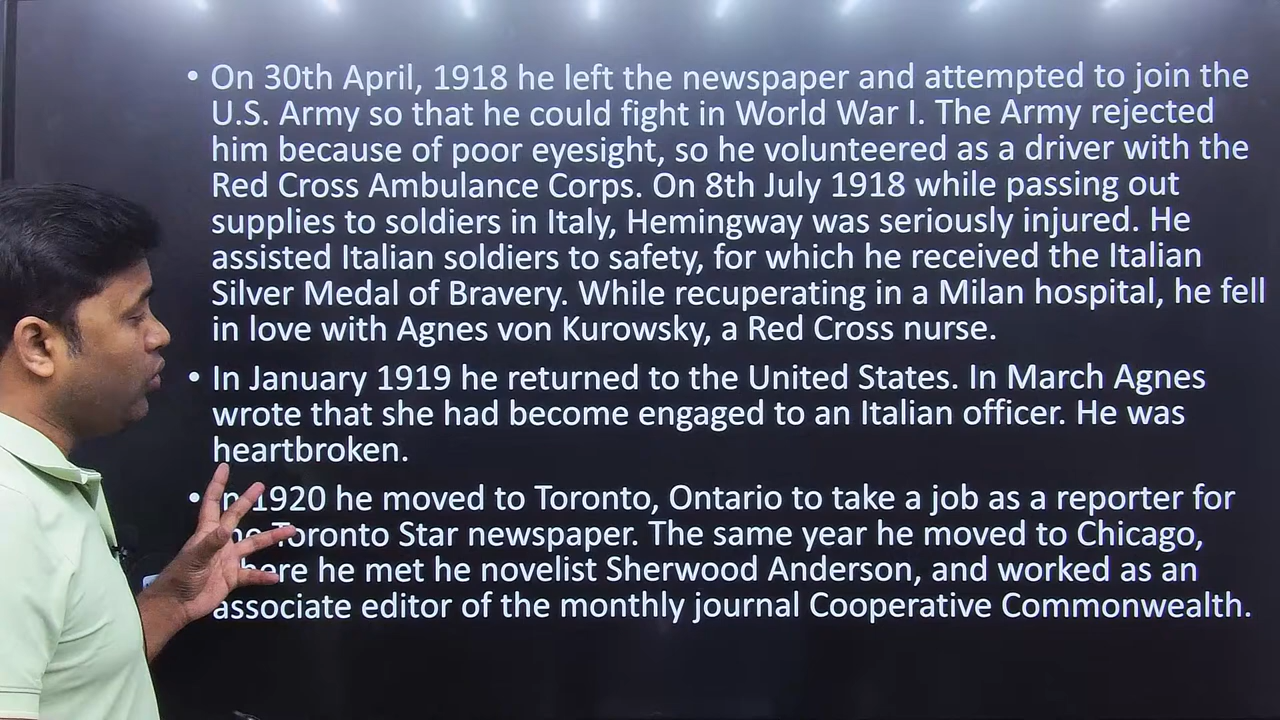 • On 30th April, 1918 he left the newspaper and attempted to join the
U.S. Army so that he could fight in World War I. The Army rejected
him because of poor eyesight, so he volunteered as a driver with the
Red Cross Ambulance Corps. On 8th July 1918 while passing out
supplies to soldiers in Italy, Hemingway was seriously injured. He
assisted Italian soldiers to safety, for which he received the Italian
Silver Medal of Bravery. While recuperating in a Milan hospital, he fell
in love with Agnes von Kurowsky, a Red Cross nurse.
• In January 1919 he returned to the United States. In March Agnes
wrote that she had become engaged to an Italian officer. He was
heartbroken.
• In 1920 he moved to Toronto, Ontario to take a job as a reporter for
Toronto Star newspaper. The same year he moved to Chicago,
he met he novelist Sherwood Anderson, and worked as an
associate editor of the monthly journal Cooperative Commonwealth.